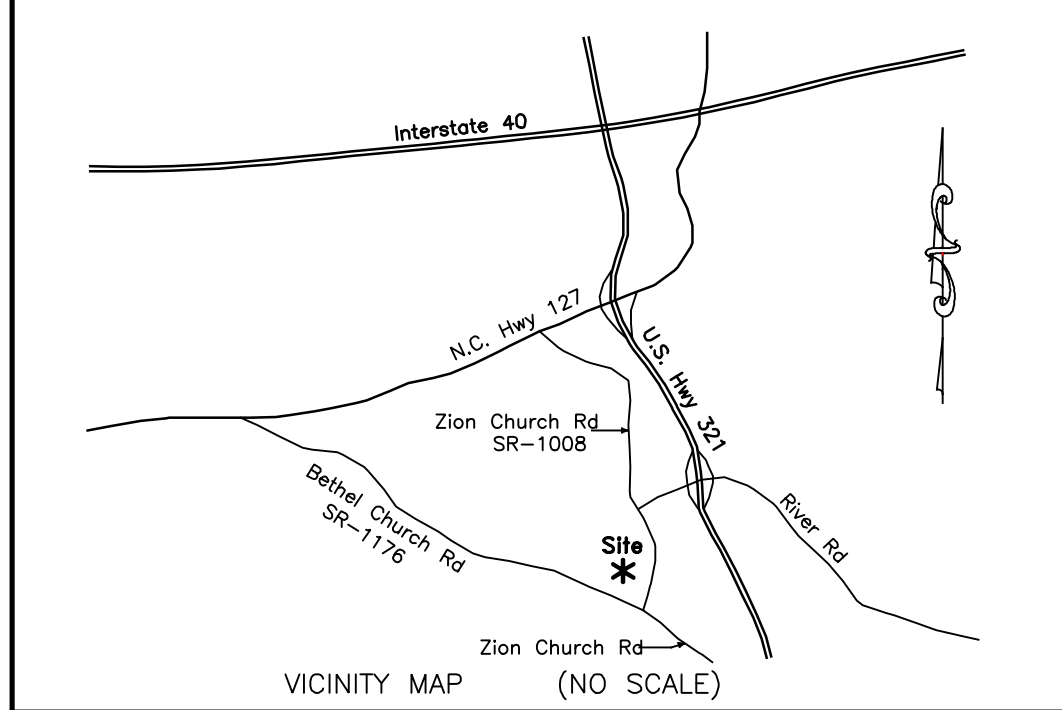 Interstate 40
N.C. Hwy 127
U.S. Hwy 321
Zion Church Rd
SR-1008
Bethel Church Rd
SR-1176
River Rd
Site
Zion Church Rd
VICINITY MAP (NO SCALE)